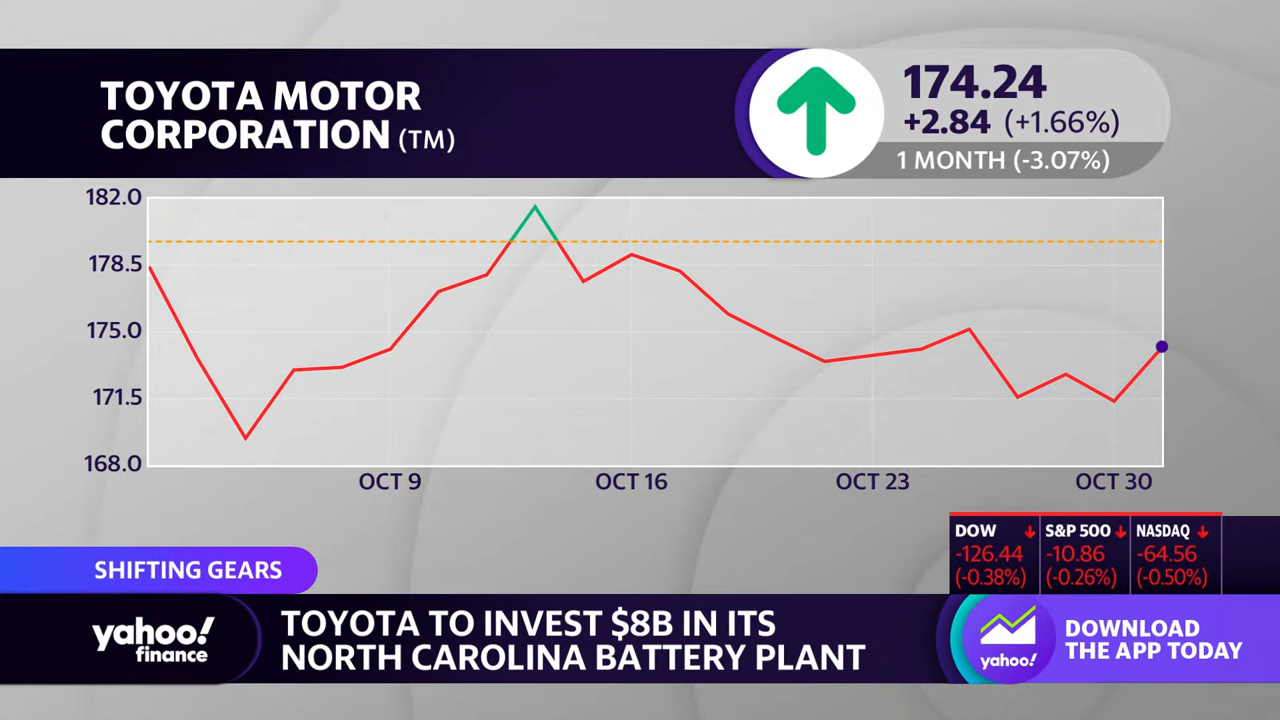 TOYOTA MOTOR
CORPORATION (TM)
174.24
+2.84 (+1.66%)
1 MONTH (-3.07%)
182.0
178.5
175.0
171.5
168.0
OCT 9
OCT 16
OCT 23
OCT 30
DOW
-126.44
(-0.38%)
S&P 500
-10.86
(-0.26%)
NASDAQ
-64.56
(-0.50%)
SHIFTING GEARS
yahoo!
finance
TOYOTA TO INVEST $8B IN ITS
NORTH CAROLINA BATTERY PLANT
yahoo!
DOWNLOAD
THE APP TODAY